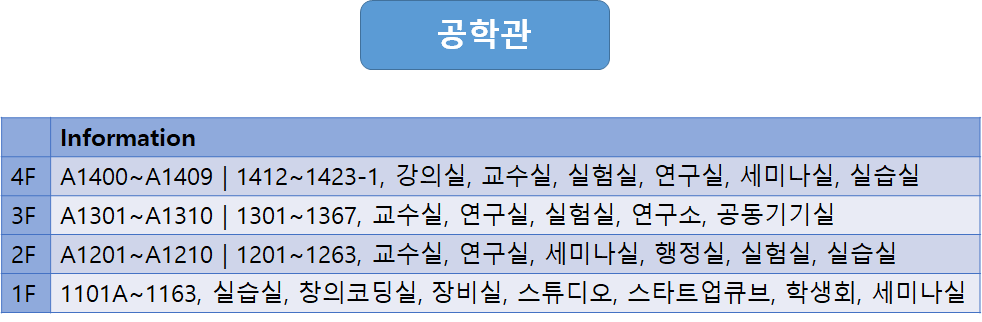 공학관
Information
4F A1400~A1409 | 1412~1423-1, 강의실, 교수실, 실험실, 연구실, 세미나실, 실습실
3F A1301~A1310 | 1301~1367, 교수실, 연구실, 실험실, 연구소, 공동기기실
2F A1201~A1210 | 1201~1263, 교수실, 연구실, 세미나실, 행정실, 실험실, 실습실
1F 1101A~1163, 실습실, 창의코딩실, 장비실, 스튜디오, 스타트업큐브, 학생회, 세미나실